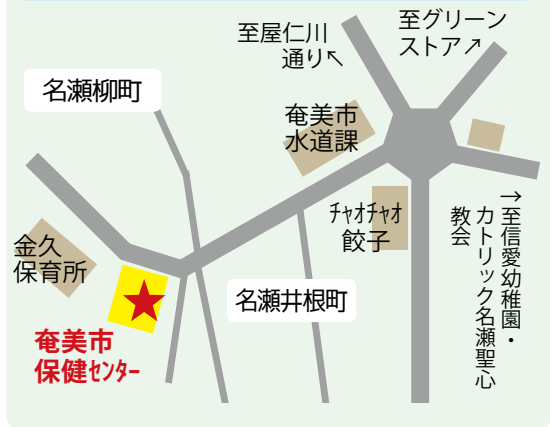 至屋仁川
通り↖
至グリーン
ストア↗
名瀬柳町
奄美市
水道課
チャオチャオ
餃子
→至信愛幼稚園・
カトリック名瀬聖心
教会
金久
保育所
名瀬井根町
奄美市
保健センター